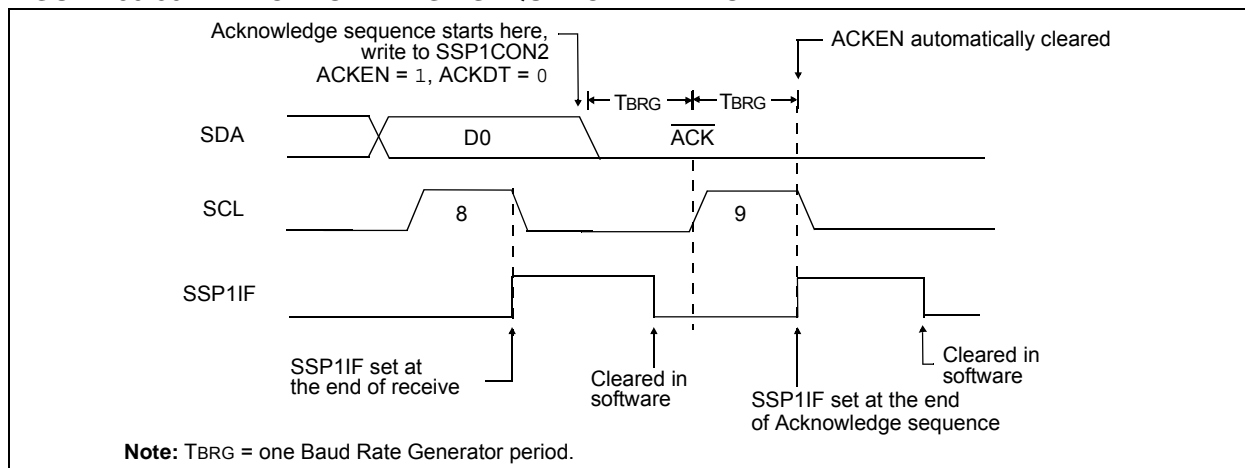 Acknowledge sequence starts here,
write to SSP1CON2
ACKEN = 1, ACKDT = 0
ACKEN automatically cleared
TBRG
TBRG
SDA
D0
ACK
SCL
8
9
SSP1IF
SSP1IF set at
the end of receive
Cleared in
software
SSP1IF set at the end
of Acknowledge sequence
Cleared in
software
Note: TBRG = one Baud Rate Generator period.